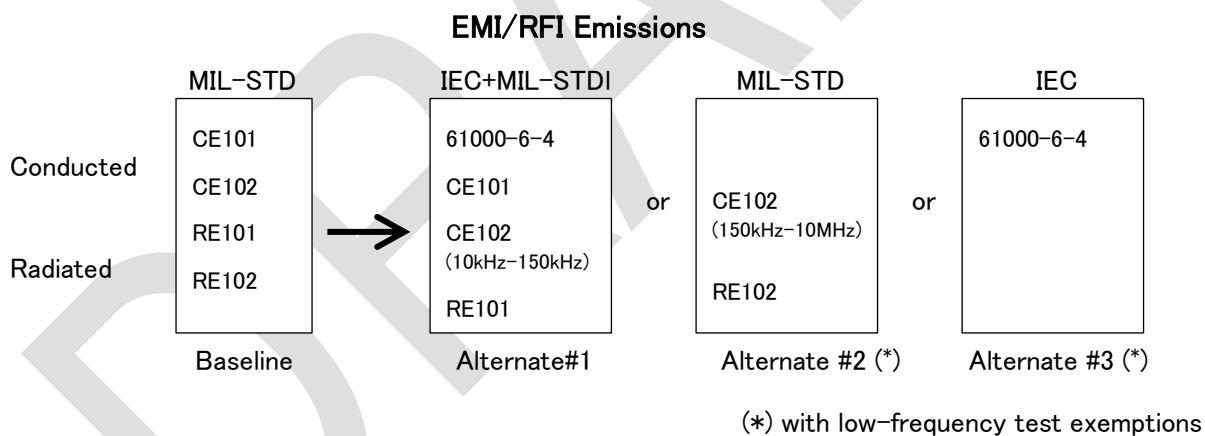 EMI/RFI Emissions
MIL-STD
IEC+MIL-STDI
MIL-STD
IEC
Conducted
Radiated
CE101
CE102
RE101
RE102
61000-6-4
CE101
CE102
(10kHz-150kHz)
RE101
or
CE102
(150kHz-10MHz)
RE102
or
61000-6-4
Baseline
Alternate#1
Alternate #2 (*)
Alternate #3 (*)
(*) with low-frequency test exemptions